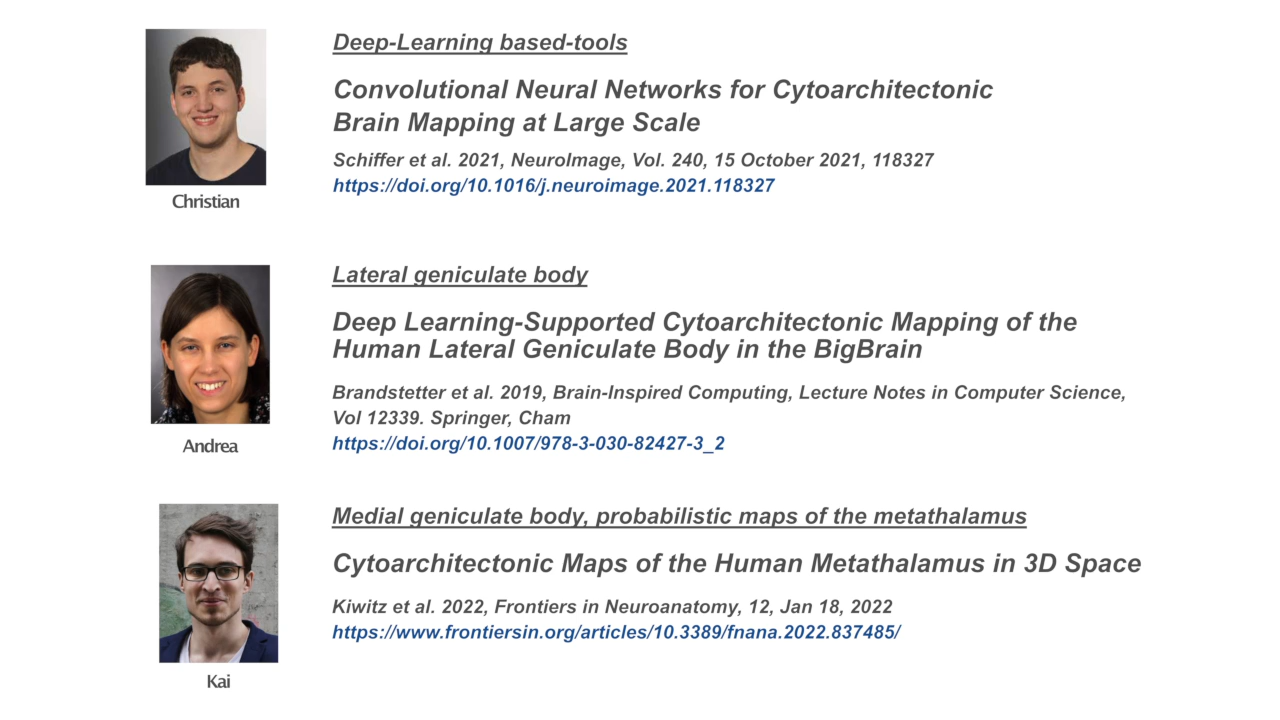 Deep-Learning based-tools
Convolutional Neural Networks for Cytoarchitectonic
Brain Mapping at Large Scale
Schiffer et al. 2021, NeuroImage, Vol. 240, 15 October 2021, 118327
https://doi.org/10.1016/j.neuroimage.2021.118327
Christian
Lateral geniculate body
Deep Learning-Supported Cytoarchitectonic Mapping of the
Human Lateral Geniculate Body in the BigBrain
Brandstetter et al. 2019, Brain-Inspired Computing, Lecture Notes in Computer Science,
Vol 12339. Springer, Cham
https://doi.org/10.1007/978-3-030-82427-3_2
Andrea
Medial geniculate body, probabilistic maps of the metathalamus
Cytoarchitectonic Maps of the Human Metathalamus in 3D Space
Kiwitz et al. 2022, Frontiers in Neuroanatomy, 12, Jan 18, 2022
https://www.frontiersin.org/articles/10.3389/fnana.2022.837485/
Kai